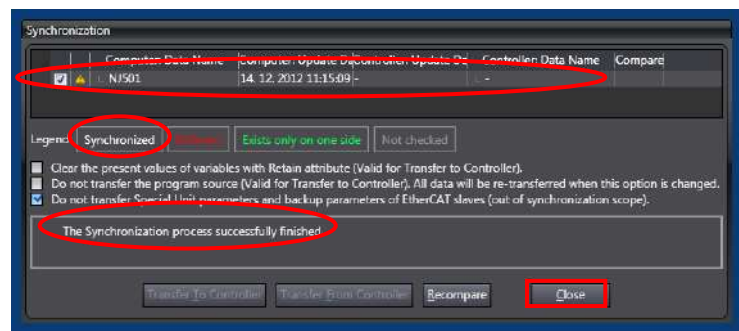 Synchronization
Computer: Data Name Computer: Update Da Controller: Update Da Controller: Data Name Compare
NJ501 14. 12. 2012 11:15:09 - -
Legend: Synchronized Exists only on one side Not checked
Clear the present values of variables with Retain attribute (Valid for Transfer to Controller).
Do not transfer the program source (Valid for Transfer to Controller). All data will be re-transferred when this option is changed.
Do not transfer Special Unit parameters and backup parameters of EtherCAT slaves (out of synchronization scope).
The Synchronization process successfully finished
Transfer To Controller Transfer From Controller Recompare Close